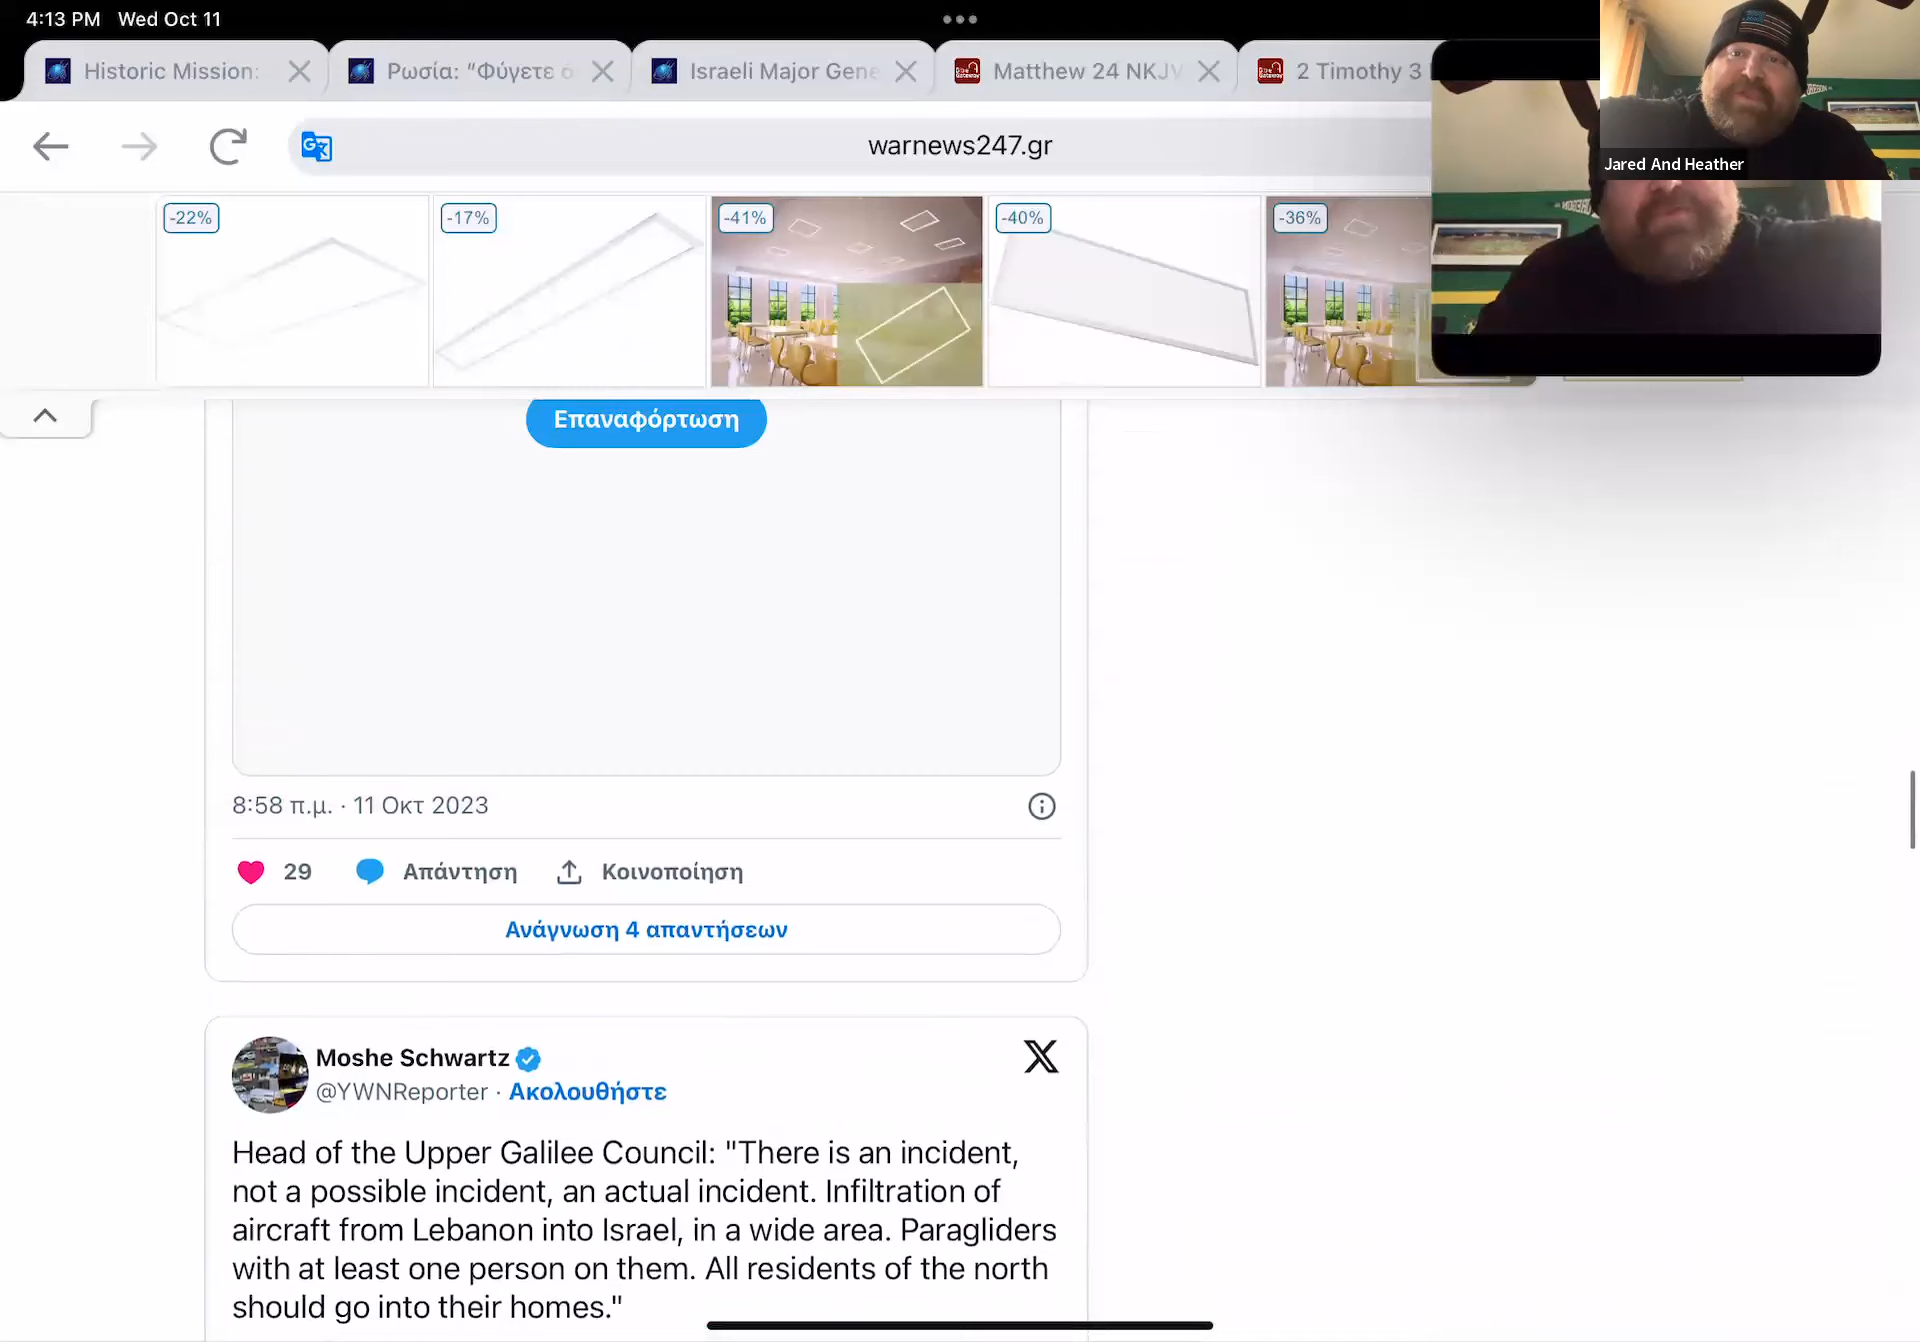 4:13 PM Wed Oct 11
Historic Mission:
Ρωσία: “Φύγετε
Israeli Major Gene
Matthew 24 NKJV
2 Timothy 3
warnews247.gr
Jared And Heather
-22%
-17%
-41%
-40%
-36%
Επαναφόρτωση
8:58 π.μ. · 11 Οκτ 2023
29 Απάντηση Κοινοποίηση
Ανάγνωση 4 απαντήσεων
Moshe Schwartz
@YWNReporter · Ακολουθήστε
Head of the Upper Galilee Council: "There is an incident,
not a possible incident, an actual incident. Infiltration of
aircraft from Lebanon into Israel, in a wide area. Paragliders
with at least one person on them. All residents of the north
should go into their homes."